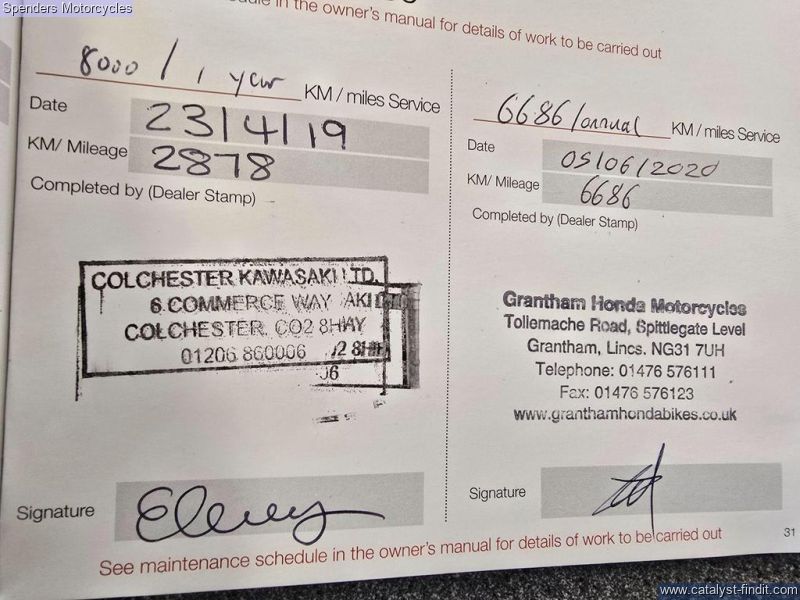 Spenders Motorcycles
in the owner's manual for details of work to be carried out
8000 / 1 year KM / miles Service
Date 23/4/19
KM/ Mileage 2878
Completed by (Dealer Stamp)
COLCHESTER KAWASAKI LTD.
6 COMMERCE WAY
COLCHESTER, CO2 8HY
01206 860006
Signature
6686/annual KM / miles Service
Date 05/06/2020
KM/ Mileage 6686
Completed by (Dealer Stamp)
Grantham Honda Motorcycles
Tollemache Road, Spittlegate Level
Grantham, Lincs. NG31 7UH
Telephone: 01476 576111
Fax: 01476 576123
www.granthamhondabikes.co.uk
Signature
See maintenance schedule in the owner's manual for details of work to be carried out
31
www.catalyst-findit.com